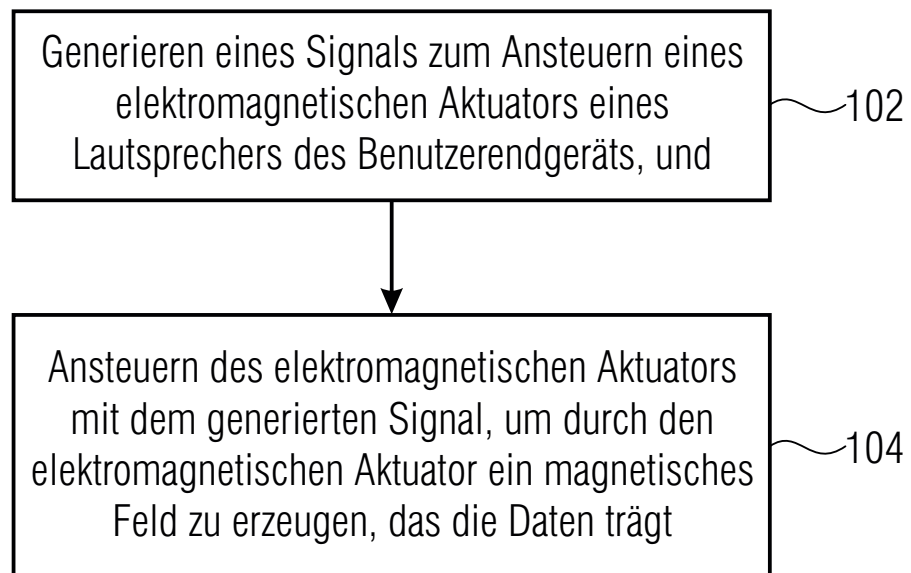 Generieren eines Signals zum Ansteuern eines
elektromagnetischen Aktuators eines
Lautsprechers des Benutzerendgeräts, und
102
Ansteuern des elektromagnetischen Aktuators
mit dem generierten Signal, um durch den
elektromagnetischen Aktuator ein magnetisches
Feld zu erzeugen, das die Daten trägt
104